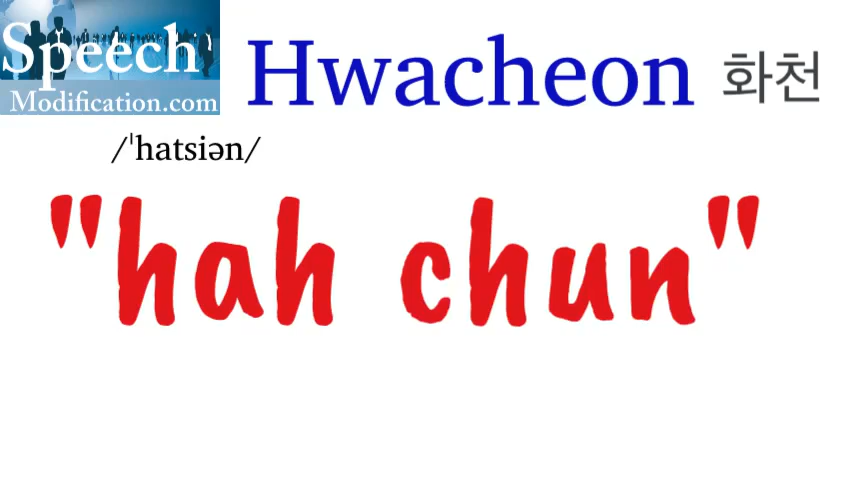 Speech
Modification.com
Hwacheon 화천
/ˈhatsiən/
"hah chun"